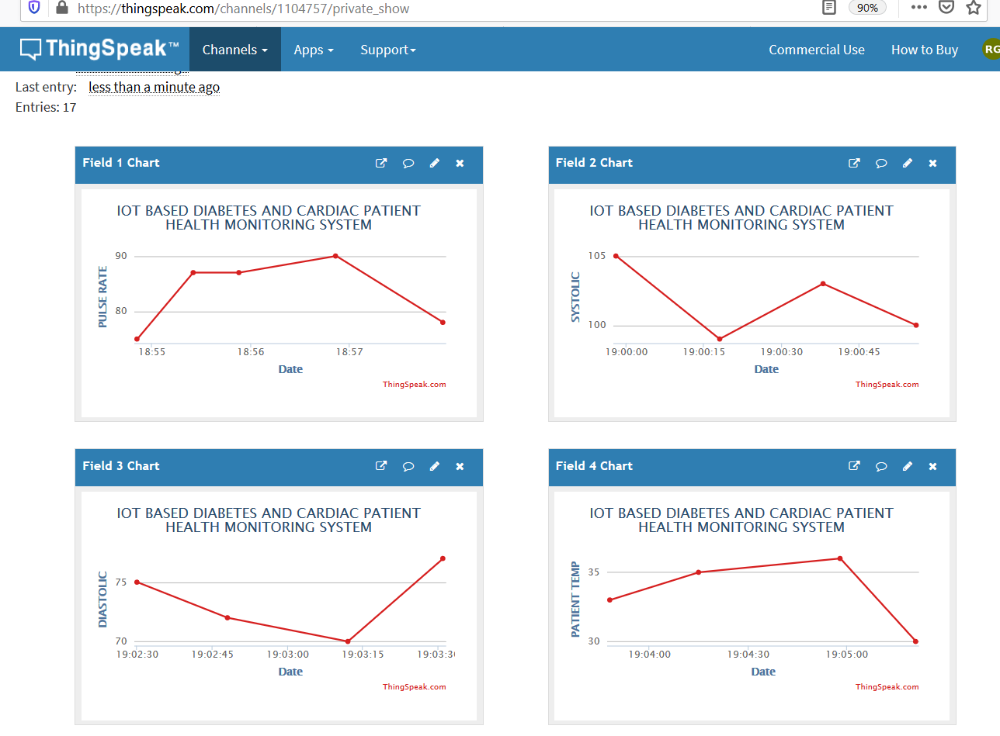 https://thingspeak.com/channels/1104757/private_show
90%
ThingSpeak™
Channels
Apps
Support
Commercial Use
How to Buy
RG
Last entry: less than a minute ago
Entries: 17
Field 1 Chart
IOT BASED DIABETES AND CARDIAC PATIENT
HEALTH MONITORING SYSTEM
PULSE RATE
90
80
18:55 18:56 18:57
Date
ThingSpeak.com
Field 2 Chart
IOT BASED DIABETES AND CARDIAC PATIENT
HEALTH MONITORING SYSTEM
SYSTOLIC
105
100
19:00:00 19:00:15 19:00:30 19:00:45
Date
ThingSpeak.com
Field 3 Chart
IOT BASED DIABETES AND CARDIAC PATIENT
HEALTH MONITORING SYSTEM
DIASTOLIC
75
70
19:02:30 19:02:45 19:03:00 19:03:15
Date
ThingSpeak.com
Field 4 Chart
IOT BASED DIABETES AND CARDIAC PATIENT
HEALTH MONITORING SYSTEM
PATIENT TEMP
35
30
19:04:00 19:04:30 19:05:00
Date
ThingSpeak.com